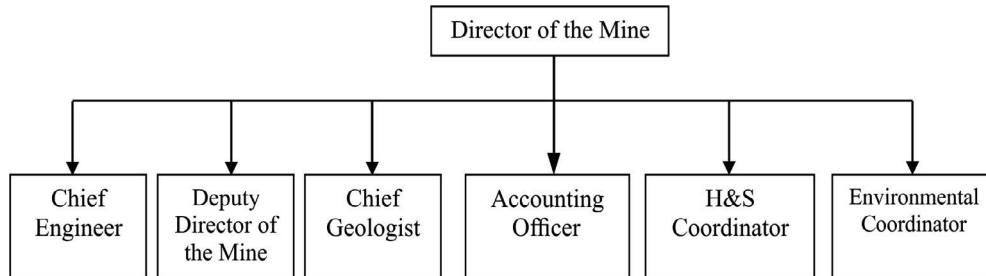 Director of the Mine
Chief
Engineer
Deputy
Director of
the Mine
Chief
Geologist
Accounting
Officer
H&S
Coordinator
Environmental
Coordinator